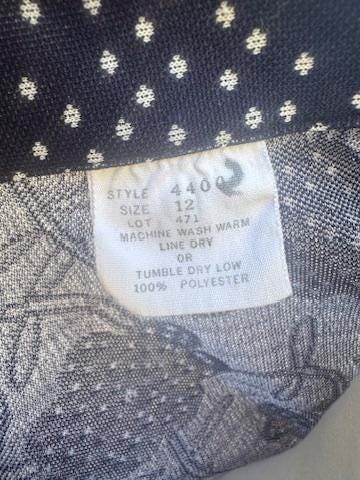 STYLE 4400
SIZE 12
LOT 471
MACHINE WASH WARM
LINE DRY
OR
TUMBLE DRY LOW
100% POLYESTER